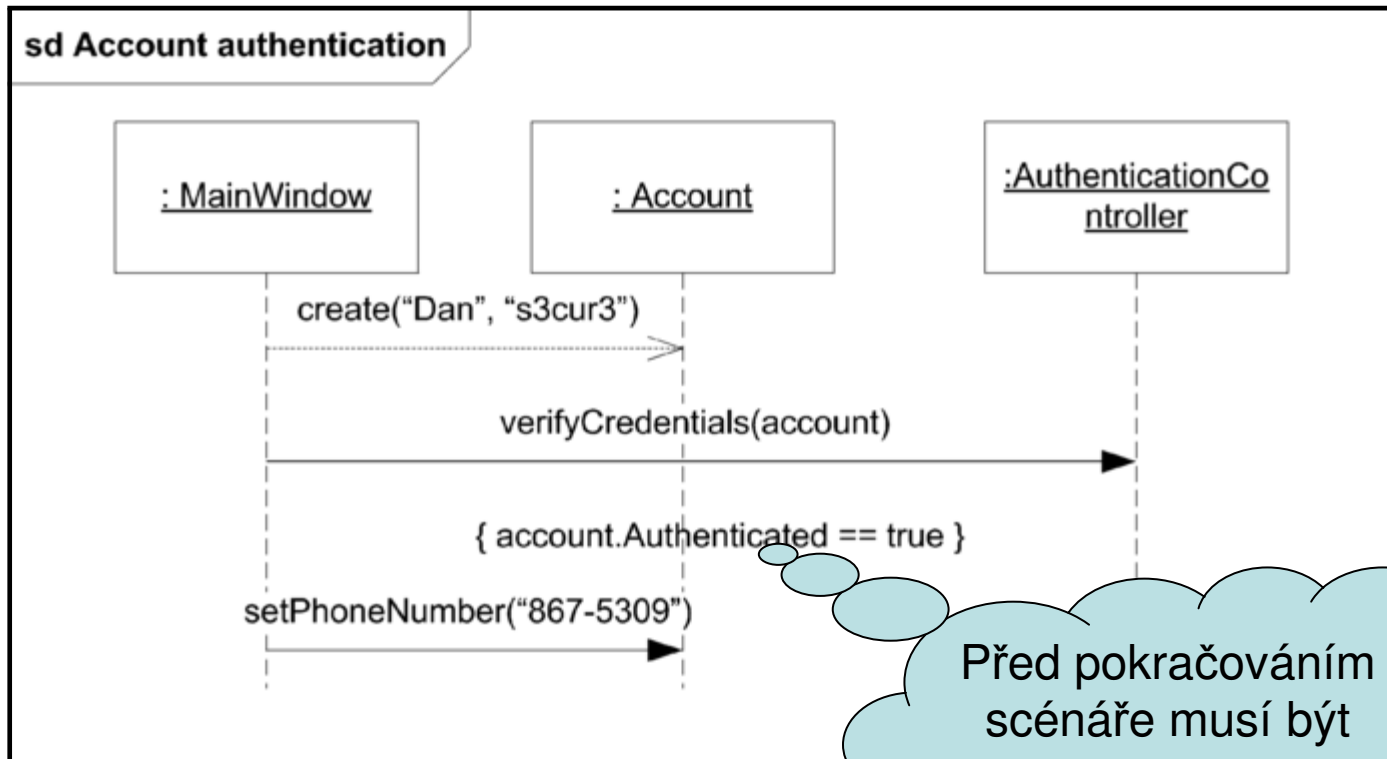 sd Account authentication
: MainWindow
: Account
:AuthenticationCo
ntroller
create(“Dan”, “s3cur3”)
verifyCredentials(account)
{ account.Authenticated == true }
setPhoneNumber(“867-5309”)
Před pokračováním
scénáře musí být